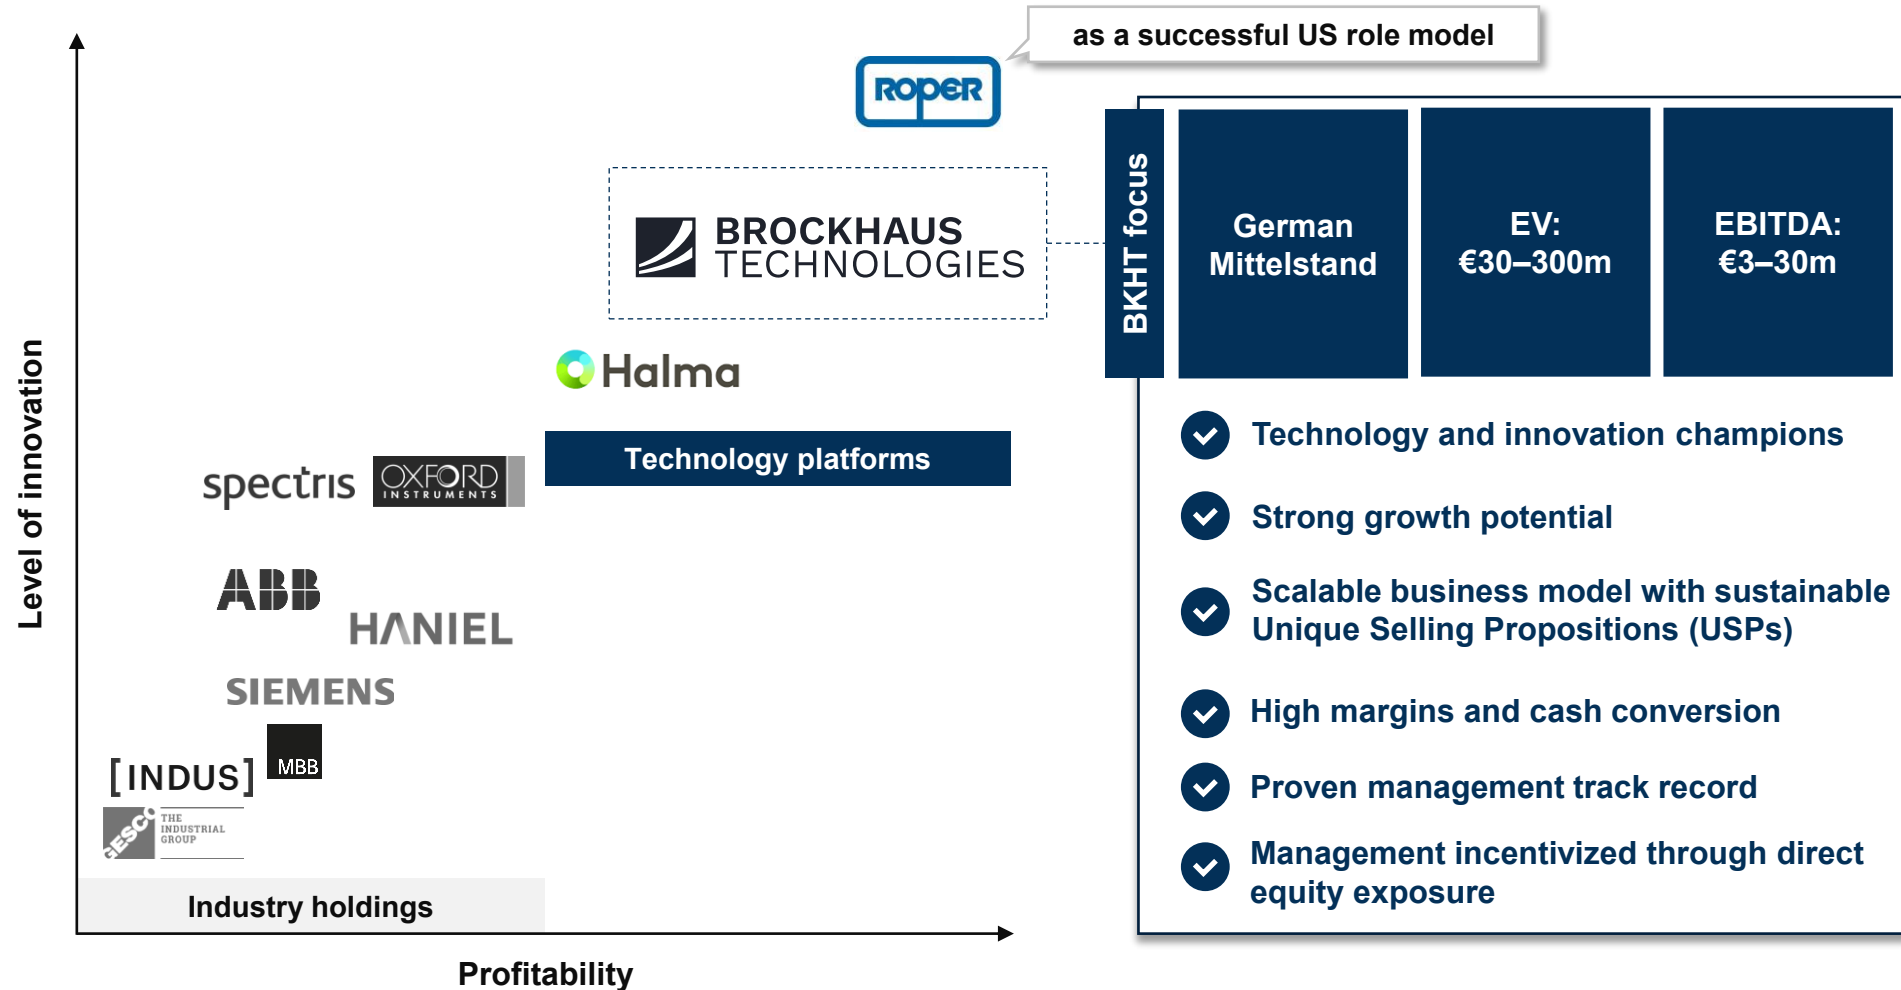 as a successful US role model
ROPER
BROCKHAUS
TECHNOLOGIES
Halma
Technology platforms
spectris
OXFORD
INSTRUMENTS
ABB
HANIEL
SIEMENS
MBB
[INDUS]
GESCO
THE
INDUSTRIAL
GROUP
Industry holdings
Level of innovation
Profitability
BKHT focus
German
Mittelstand
EV:
€30–300m
EBITDA:
€3–30m
Technology and innovation champions
Strong growth potential
Scalable business model with sustainable
Unique Selling Propositions (USPs)
High margins and cash conversion
Proven management track record
Management incentivized through direct
equity exposure